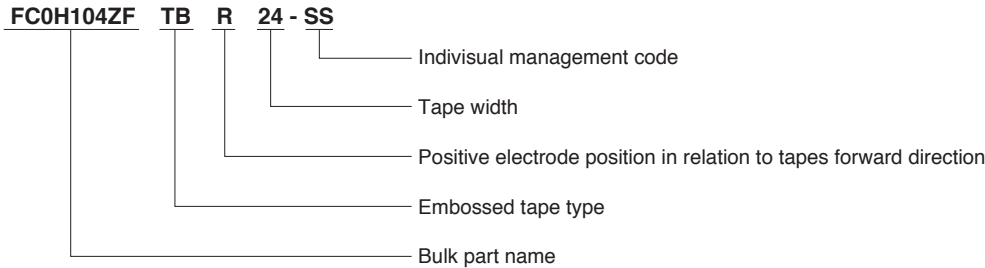 FC0H104ZF TB R 24 - SS
Indivisual management code
Tape width
Positive electrode position in relation to tapes forward direction
Embossed tape type
Bulk part name